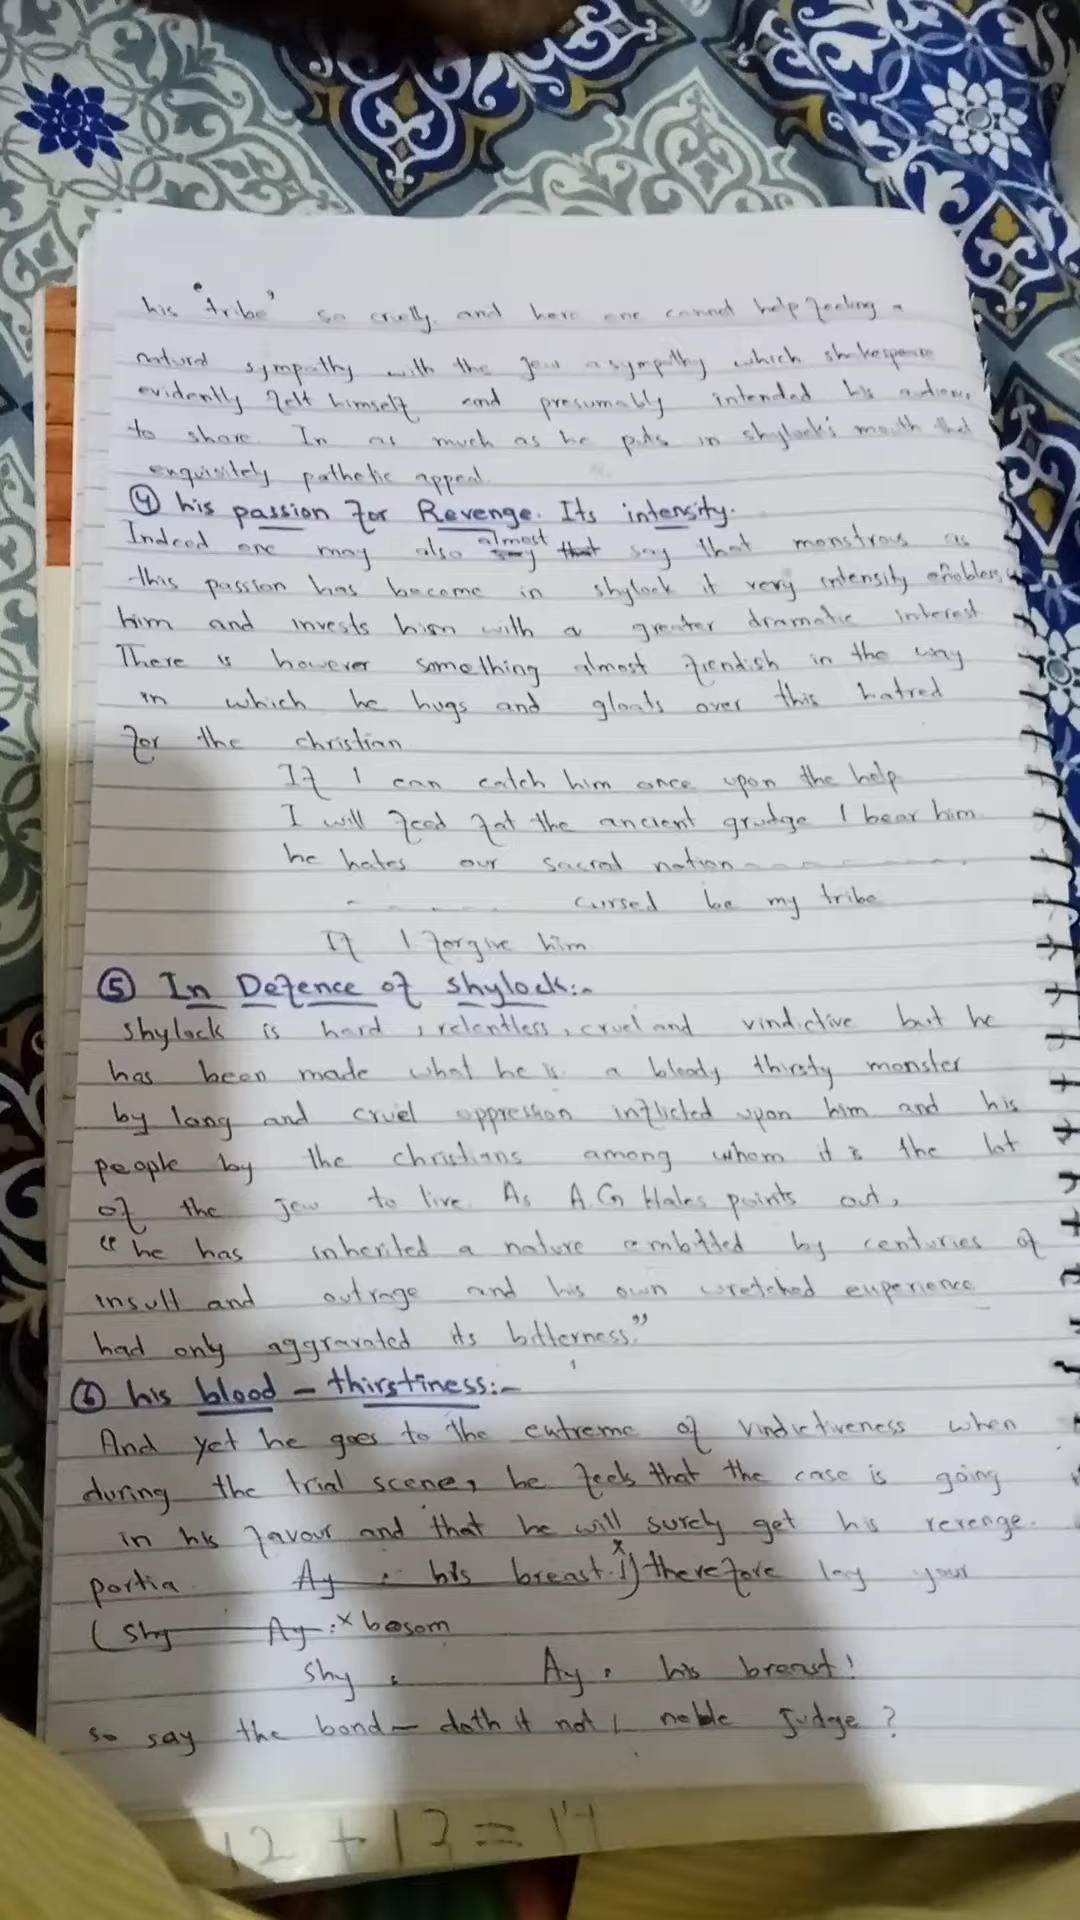 his "tribe" so cruelly. and here one cannot help feeling a
natural sympathy with the Jew a sympathy which shakespeare
evidently felt himself and presumably intended his audience
to share. In as much as he puts in shylock's mouth that
exquisitely pathetic appeal.
④ his passion for Revenge. Its intensity.
Indeed one may also almost say that say that monstrous as
this passion has become in shylock it very intensity enobles
him and invests him with a greater dramatic interest
There is however something almost fiendish in the way
in which he hugs and gloats over this hatred
for the christian
If I can catch him once upon the help
I will feed fat the ancient grudge I bear him.
he hates our sacred nation - - - - - - - -
- - - - - cursed be my tribe
If I forgive him
⑤ In Defence of shylock:-
shylock is hard, relentless, cruel and vindictive but he
has been made what he is. a bloody thirsty monster
by long and cruel oppression inflicted upon him and his
people by the christians among whom it is the lot
of the Jew to live. As A.G Hales points out,
"he has inherited a nature embitted by centuries of
insult and outrage and his own wretched experience
had only aggravated its bitterness."
⑥ his blood - thirstiness:-
And yet he goes to the extreme of vindictiveness when
during the trial scene, he feels that the case is going
in his favour and that he will surely get his revenge.
portia Ay : his breast. therefore lay your
(shy Ay : x bosom
shy : Ay, his breast!
so say the bond - doth it not, noble Judge?
12 + 12 = 14